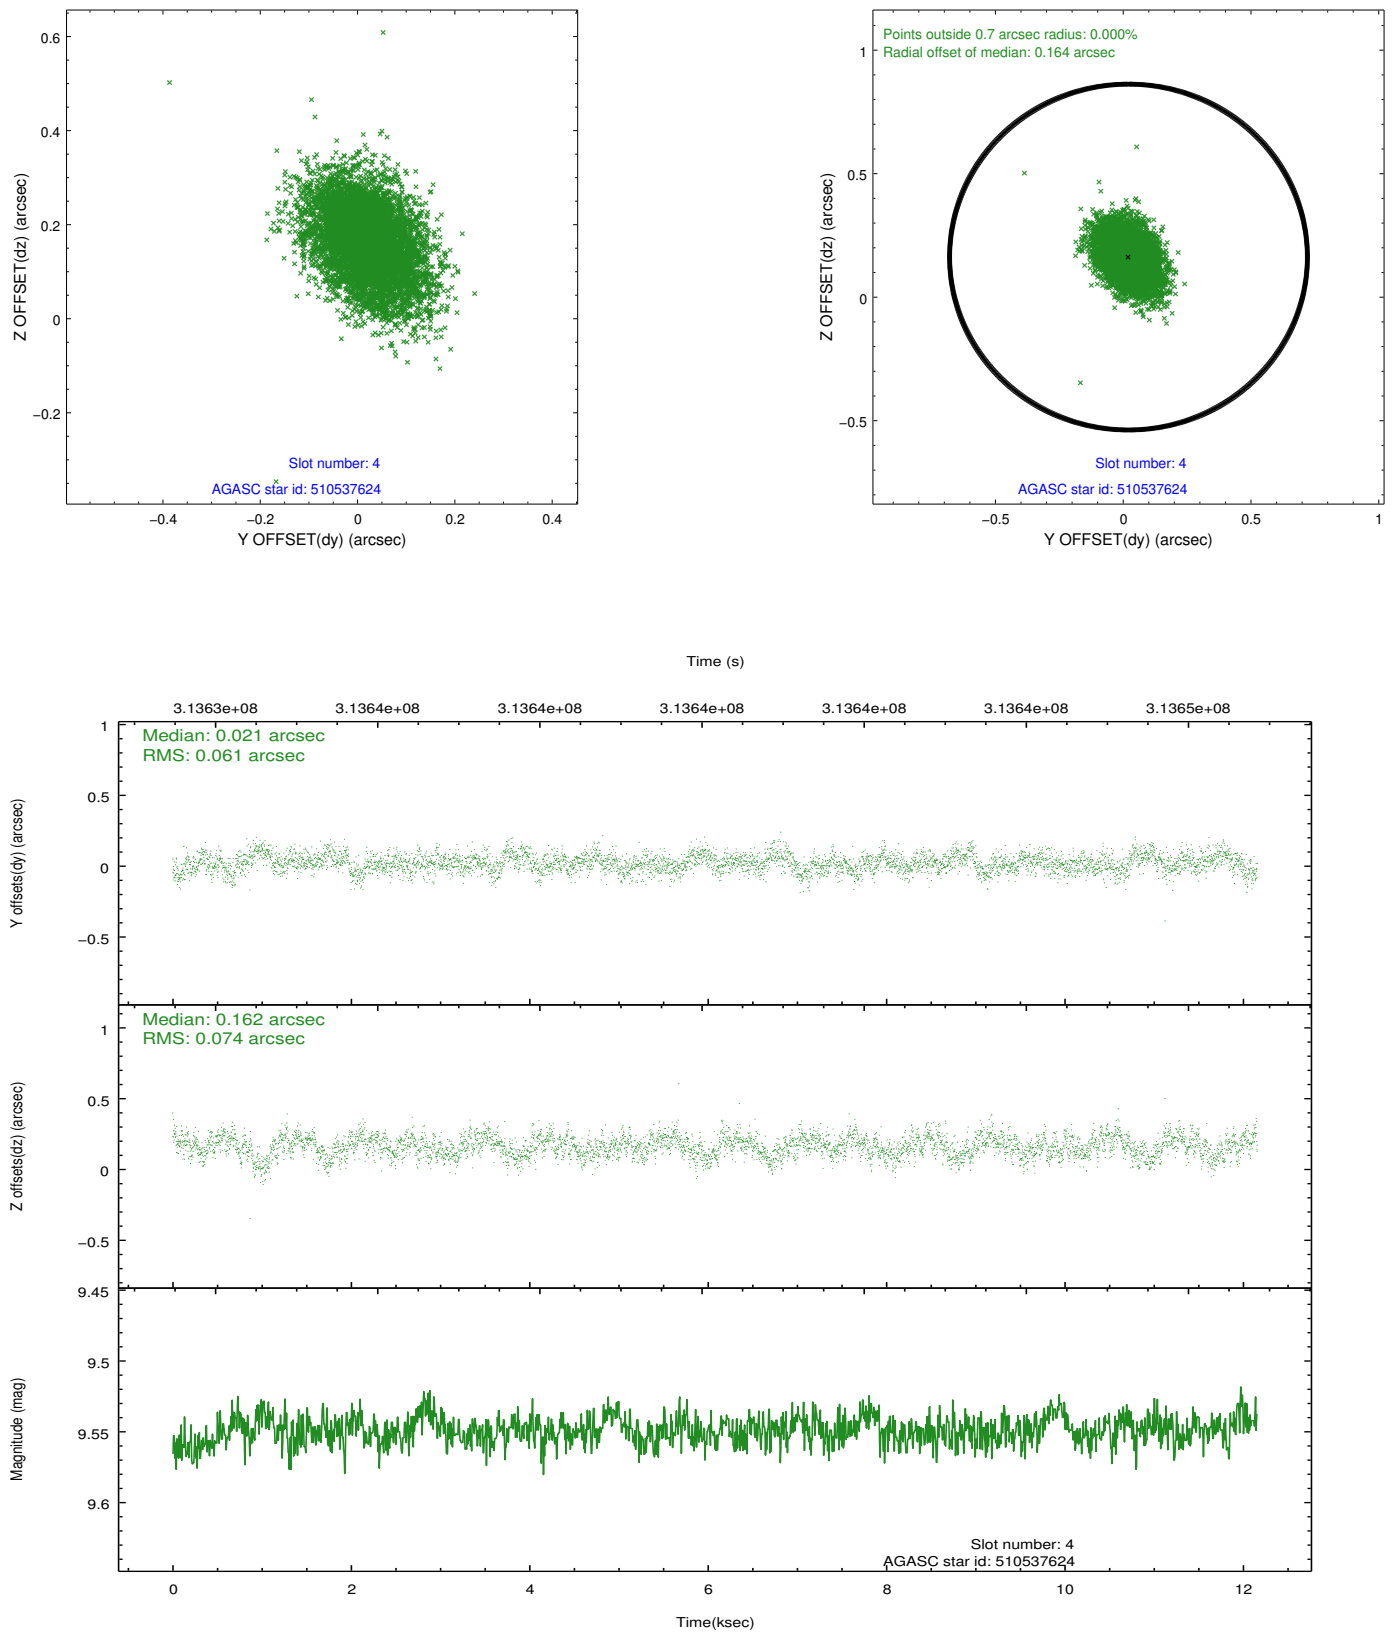 0.6
0.4
0.2
0
−0.2
Z OFFSET(dz) (arcsec)
Slot number: 4
AGASC star id: 510537624
−0.4
−0.2
0
0.2
0.4
Y OFFSET(dy) (arcsec)
Points outside 0.7 arcsec radius: 0.000%
Radial offset of median: 0.164 arcsec
1
0.5
0
−0.5
Z OFFSET(dz) (arcsec)
Slot number: 4
AGASC star id: 510537624
−0.5
0
0.5
1
Y OFFSET(dy) (arcsec)
Time (s)
3.1363e+08
3.1364e+08
3.1364e+08
3.1364e+08
3.1364e+08
3.1364e+08
3.1365e+08
Median: 0.021 arcsec
RMS: 0.061 arcsec
1
0.5
0
−0.5
Y offsets(dy) (arcsec)
Median: 0.162 arcsec
RMS: 0.074 arcsec
1
0.5
0
−0.5
Z offsets(dz) (arcsec)
9.45
9.5
9.55
9.6
Magnitude (mag)
Slot number: 4
AGASC star id: 510537624
0
2
4
6
8
10
12
Time(ksec)